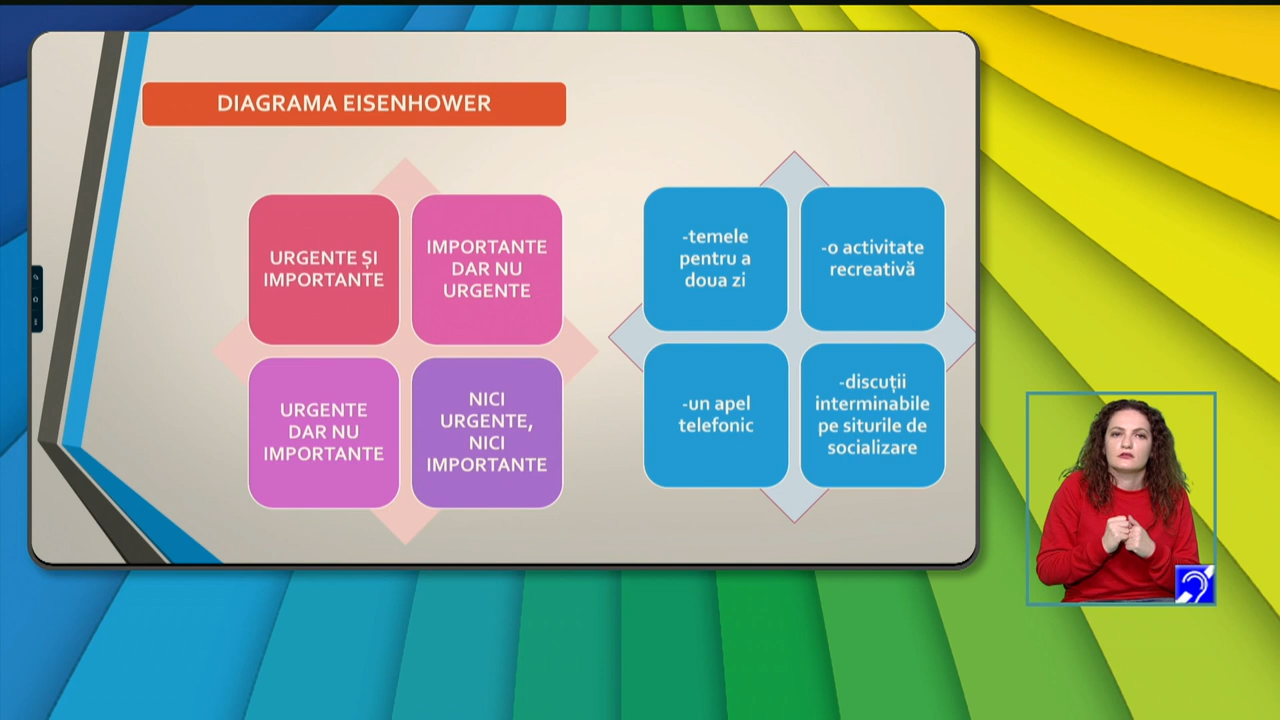 DIAGRAMA EISENHOWER
URGENTE ȘI
IMPORTANTE
IMPORTANTE
DAR NU
URGENTE
URGENTE
DAR NU
IMPORTANTE
NICI
URGENTE,
NICI
IMPORTANTE
-temele
pentru a
doua zi
-o activitate
recreativă
-un apel
telefonic
-discuții
interminabile
pe siturile de
socializare